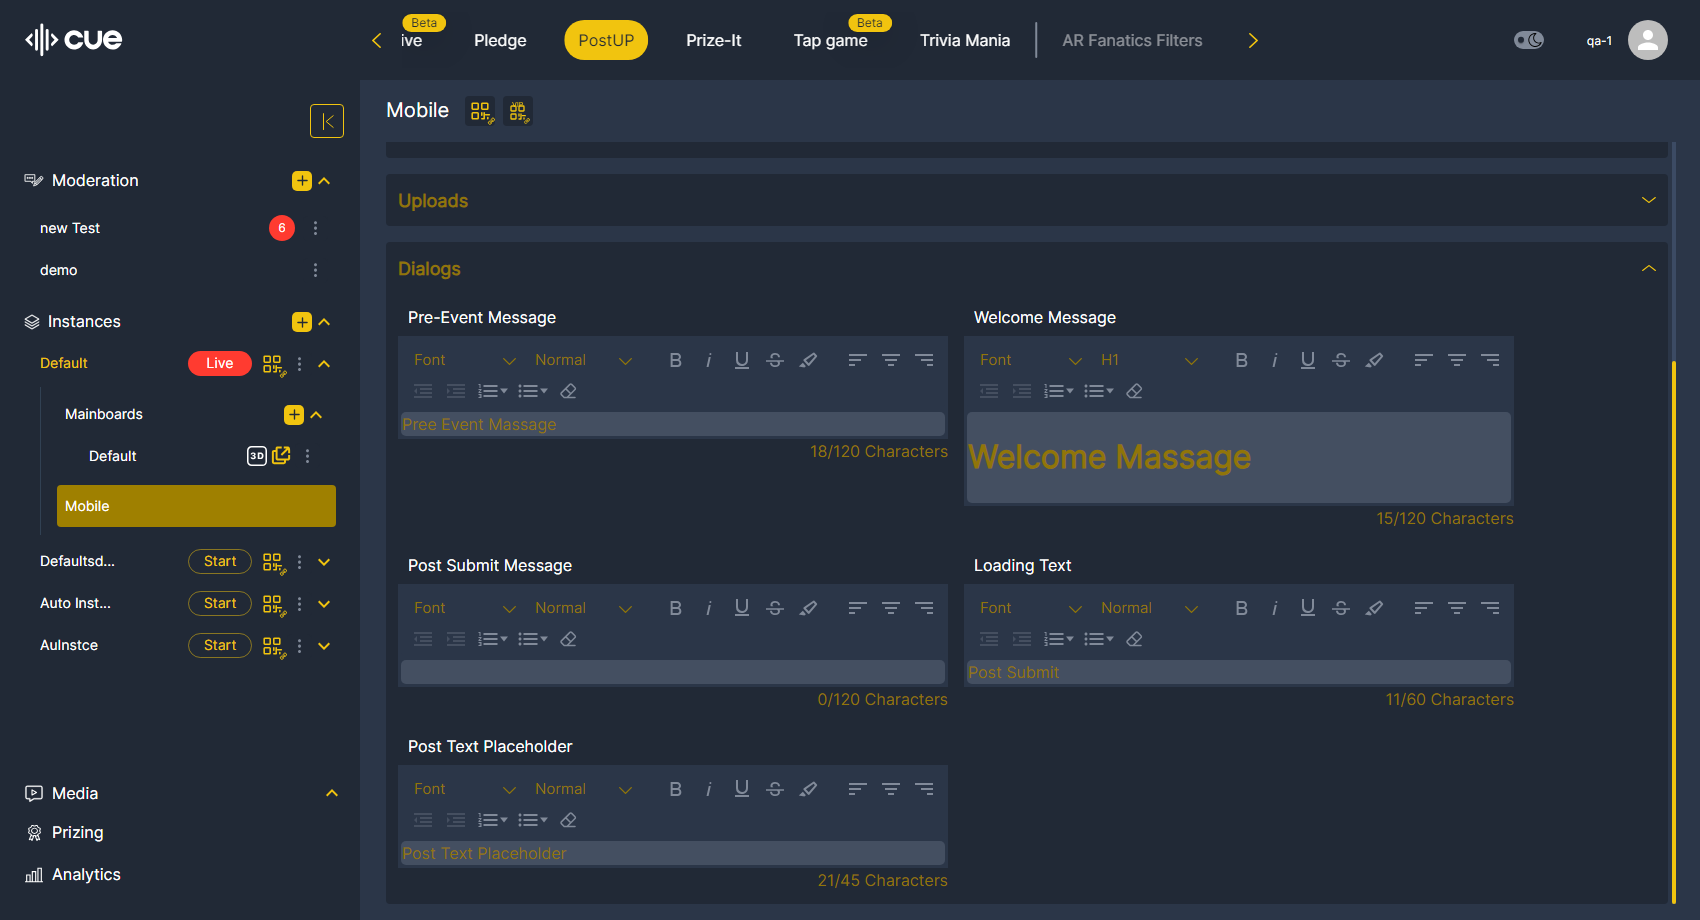 cue
Beta
ive
Pledge
PostUP
Prize-It
Beta
Tap game
Trivia Mania
AR Fanatics Filters
qa-1
Moderation
new Test
6
demo
Instances
Default
Live
Mainboards
Default
3D
Mobile
Defaultsd...
Start
Auto Inst...
Start
AuInstce
Start
Media
Prizing
Analytics
Mobile
VIP
Uploads
Dialogs
Pre-Event Message
Font Normal B i U S
Pree Event Massage
18/120 Characters
Welcome Message
Font H1 B i U S
Welcome Massage
15/120 Characters
Post Submit Message
Font Normal B i U S
0/120 Characters
Loading Text
Font Normal B i U S
Post Submit
11/60 Characters
Post Text Placeholder
Font Normal B i U S
Post Text Placeholder
21/45 Characters